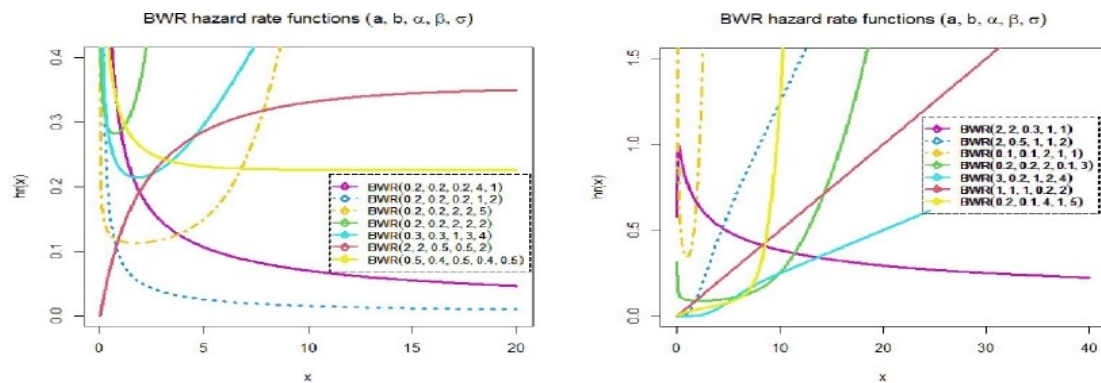 BWR hazard rate functions (a, b, α, β, σ)
hr(x)
0.4
0.3
0.2
0.1
0.0
BWR(0.2, 0.2, 0.2, 4, 1)
BWR(0.2, 0.2, 0.2, 1, 2)
BWR(0.2, 0.2, 2, 2, 5)
BWR(0.2, 0.2, 2, 2, 2)
BWR(0.3, 0.3, 1, 3, 4)
BWR(2, 2, 0.5, 0.5, 2)
BWR(0.5, 0.4, 0.5, 0.4, 0.5)
0 5 10 15 20
x
BWR hazard rate functions (a, b, α, β, σ)
hr(x)
1.5
1.0
0.5
0.0
BWR(2, 2, 0.3, 1, 1)
BWR(2, 0.5, 1, 1, 2)
BWR(0.1, 0.1, 2, 1, 1)
BWR(0.2, 0.2, 2, 0.1, 3)
BWR(3, 0.2, 1, 2, 4)
BWR(1, 1, 1, 0.2, 2)
BWR(0.2, 0.1, 4, 1, 5)
0 10 20 30 40
x